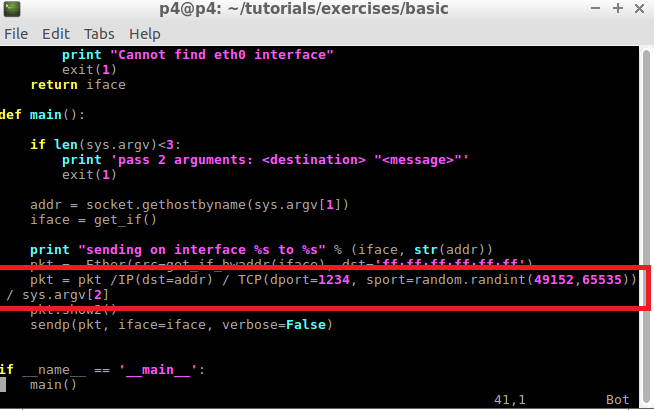 p4@p4: ~/tutorials/exercises/basic
File Edit Tabs Help
        print "Cannot find eth0 interface"
        exit(1)
    return iface
def main():
    if len(sys.argv)<3:
        print 'pass 2 arguments: <destination> "<message>"'
        exit(1)
    addr = socket.gethostbyname(sys.argv[1])
    iface = get_if()
    print "sending on interface %s to %s" % (iface, str(addr))
    pkt =  Ether(src=get_if_hwaddr(iface), dst='ff:ff:ff:ff:ff:ff')
    pkt = pkt /IP(dst=addr) / TCP(dport=1234, sport=random.randint(49152,65535))
 / sys.argv[2]
    pkt.show2()
    sendp(pkt, iface=iface, verbose=False)
if __name__ == '__main__':
    main()
41,1 Bot